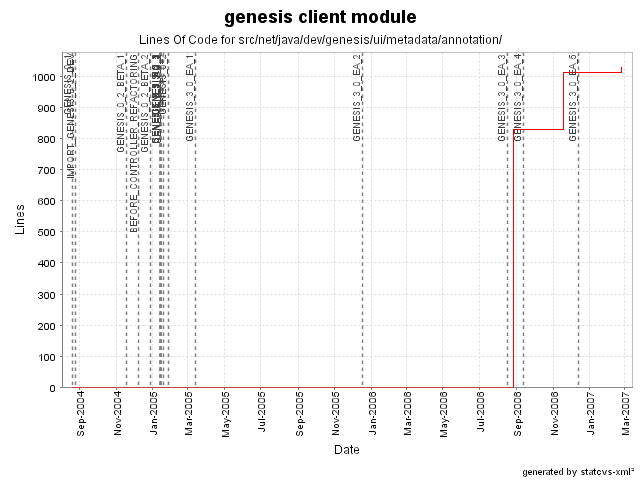 genesis client module
Lines Of Code for src/net/java/dev/genesis/ui/metadata/annotation/
Lines
1000
900
800
700
600
500
400
300
200
100
0
GENESIS_0_2_BETA_1
BEFORE_CONTROLLER_REFACTORING
GENESIS_3_0_EA_1
GENESIS_3_0_EA_2
GENESIS_3_0_EA_3
GENESIS_3_0_EA_4
GENESIS_3_0_EA_5
Sep-2004
Nov-2004
Jan-2005
Mar-2005
May-2005
Jul-2005
Sep-2005
Nov-2005
Jan-2006
Mar-2006
May-2006
Jul-2006
Sep-2006
Nov-2006
Jan-2007
Mar-2007
Date
generated by statcvs-xml²